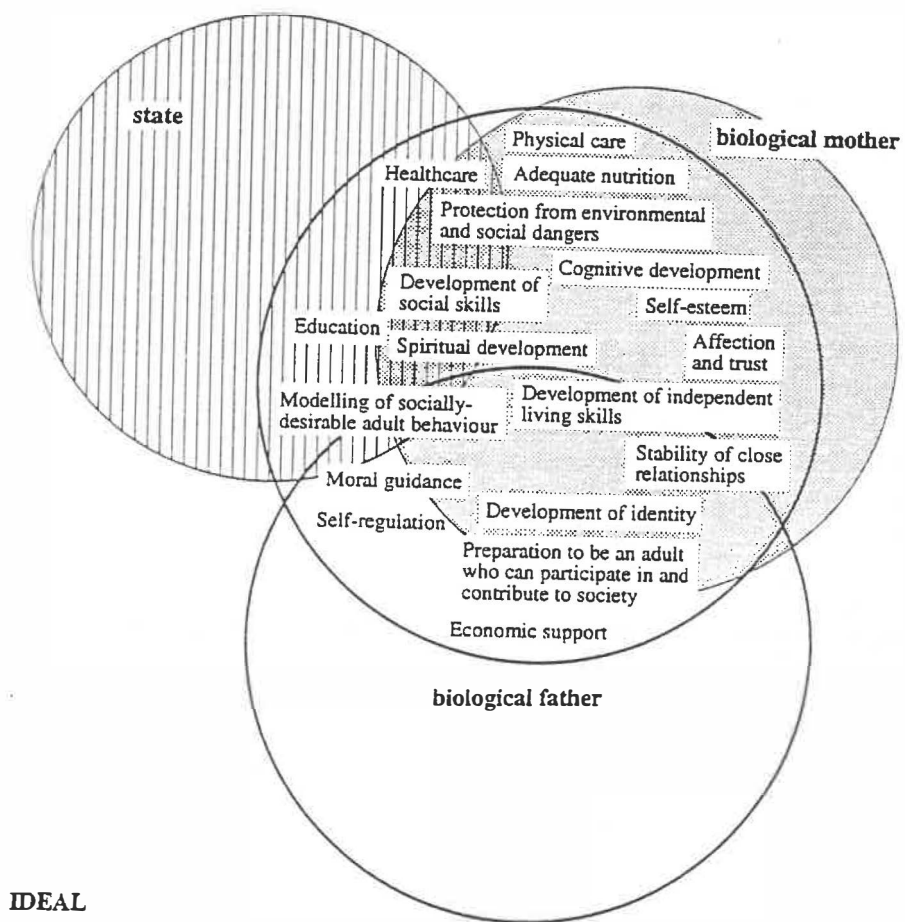 state
biological mother
Physical care
Healthcare
Adequate nutrition
Protection from environmental
and social dangers
Cognitive development
Development of
social skills
Self-esteem
Education
Affection
and trust
Spiritual development
Modelling of socially-
desirable adult behaviour
Development of independent
living skills
Stability of close
relationships
Moral guidance
Self-regulation
Development of identity
Preparation to be an adult
who can participate in and
contribute to society
Economic support
biological father
IDEAL